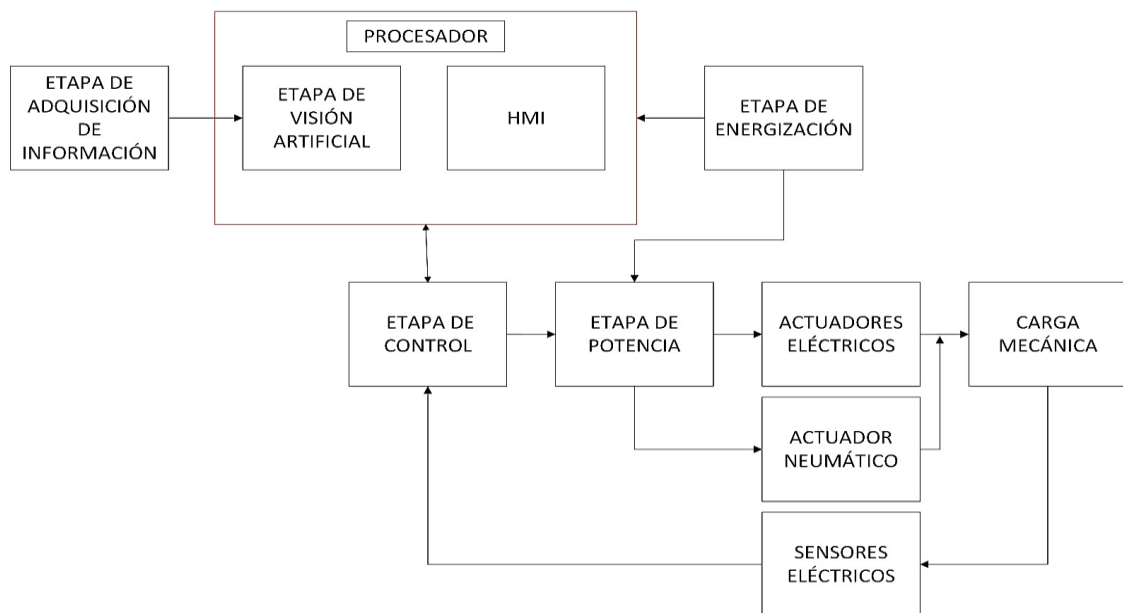 PROCESADOR
ETAPA DE
ADQUISICIÓN
DE
INFORMACIÓN
ETAPA DE
VISIÓN
ARTIFICIAL
HMI
ETAPA DE
ENERGIZACIÓN
ETAPA DE
CONTROL
ETAPA DE
POTENCIA
ACTUADORES
ELÉCTRICOS
CARGA
MECÁNICA
ACTUADOR
NEUMÁTICO
SENSORES
ELÉCTRICOS